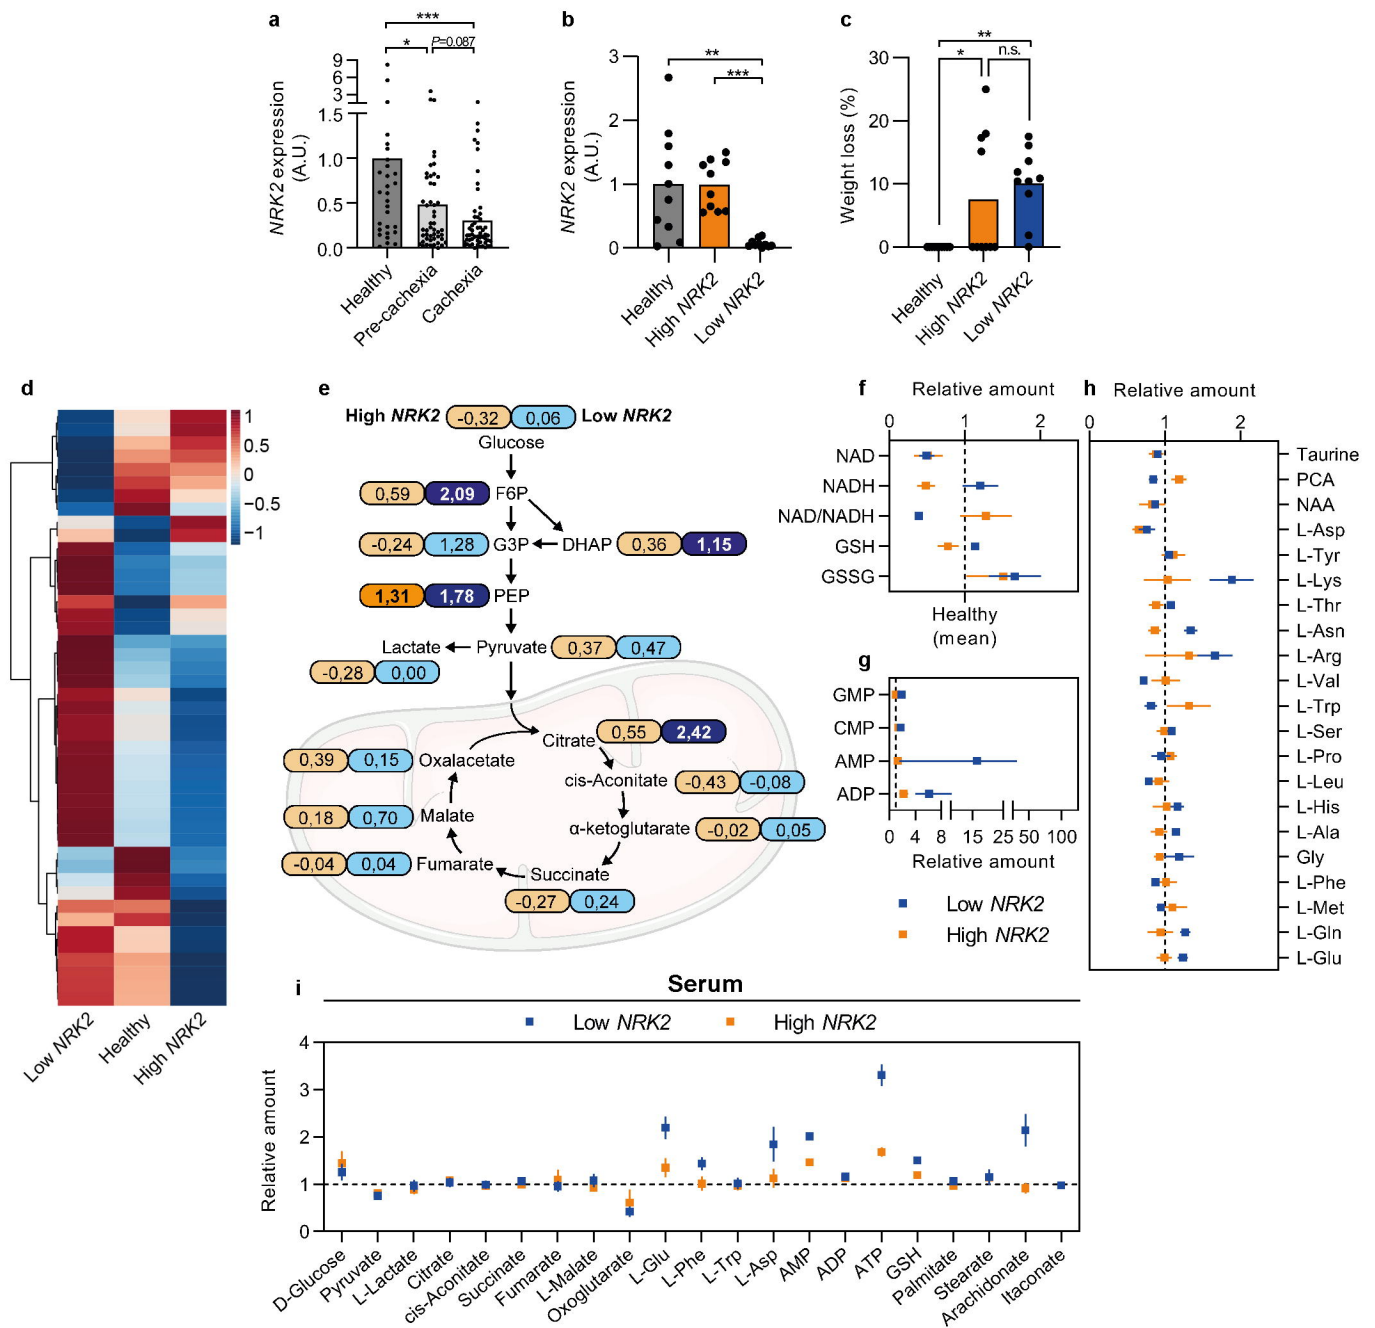 a
***
*
P=0.087
NRK2 expression
(A.U.)
9
6
3
1.5
1.0
0.5
0.0
Healthy
Pre-cachexia
Cachexia
b
**
***
NRK2 expression
(A.U.)
3
2
1
0
Healthy
High NRK2
Low NRK2
c
**
*
n.s.
Weight loss (%)
30
20
10
0
Healthy
High NRK2
Low NRK2
d
1
0.5
0
−0.5
−1
Low NRK2
Healthy
High NRK2
e
High NRK2 -0,32 0,06 Low NRK2
Glucose
0,59 2,09 F6P
-0,24 1,28 G3P DHAP 0,36 1,15
1,31 1,78 PEP
Lactate Pyruvate 0,37 0,47
-0,28 0,00
Citrate 0,55 2,42
0,39 0,15 Oxalacetate
cis-Aconitate -0,43 -0,08
0,18 0,70 Malate
α-ketoglutarate -0,02 0,05
-0,04 0,04 Fumarate
Succinate
-0,27 0,24
f
Relative amount
0 1 2
NAD
NADH
NAD/NADH
GSH
GSSG
Healthy
(mean)
g
GMP
CMP
AMP
ADP
0 4 8 15 25 50 100
Relative amount
Low NRK2
High NRK2
h
Relative amount
0 1 2
Taurine
PCA
NAA
L-Asp
L-Tyr
L-Lys
L-Thr
L-Asn
L-Arg
L-Val
L-Trp
L-Ser
L-Pro
L-Leu
L-His
L-Ala
Gly
L-Phe
L-Met
L-Gln
L-Glu
i
Serum
Low NRK2 High NRK2
Relative amount
4
3
2
1
0
D-Glucose
Pyruvate
L-Lactate
Citrate
cis-Aconitate
Succinate
Fumarate
L-Malate
Oxoglutarate
L-Glu
L-Phe
L-Trp
L-Asp
AMP
ADP
ATP
GSH
Palmitate
Stearate
Arachidonate
Itaconate